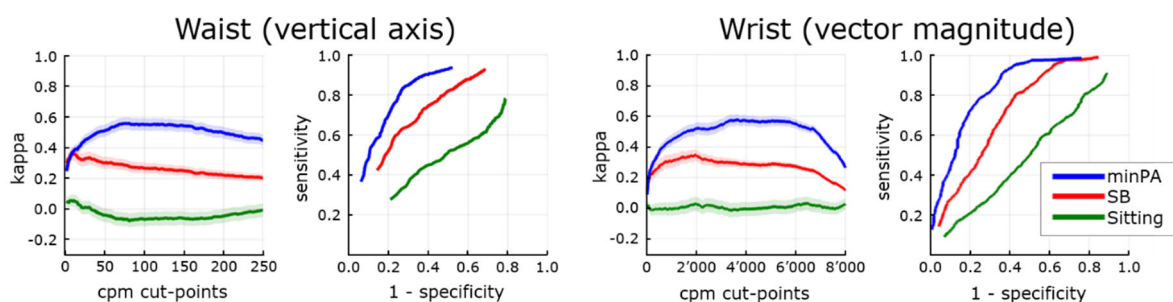 Waist (vertical axis)
Wrist (vector magnitude)
kappa
1.0
0.8
0.6
0.4
0.2
0.0
-0.2
0 50 100 150 200 250
cpm cut-points
sensitivity
1.0
0.8
0.6
0.4
0.2
0.0 0.2 0.4 0.6 0.8 1.0
1 - specificity
kappa
1.0
0.8
0.6
0.4
0.2
0.0
-0.2
0 2'000 4'000 6'000 8'000
cpm cut-points
sensitivity
1.0
0.8
0.6
0.4
0.2
0.0 0.2 0.4 0.6 0.8 1.0
1 - specificity
minPA
SB
Sitting